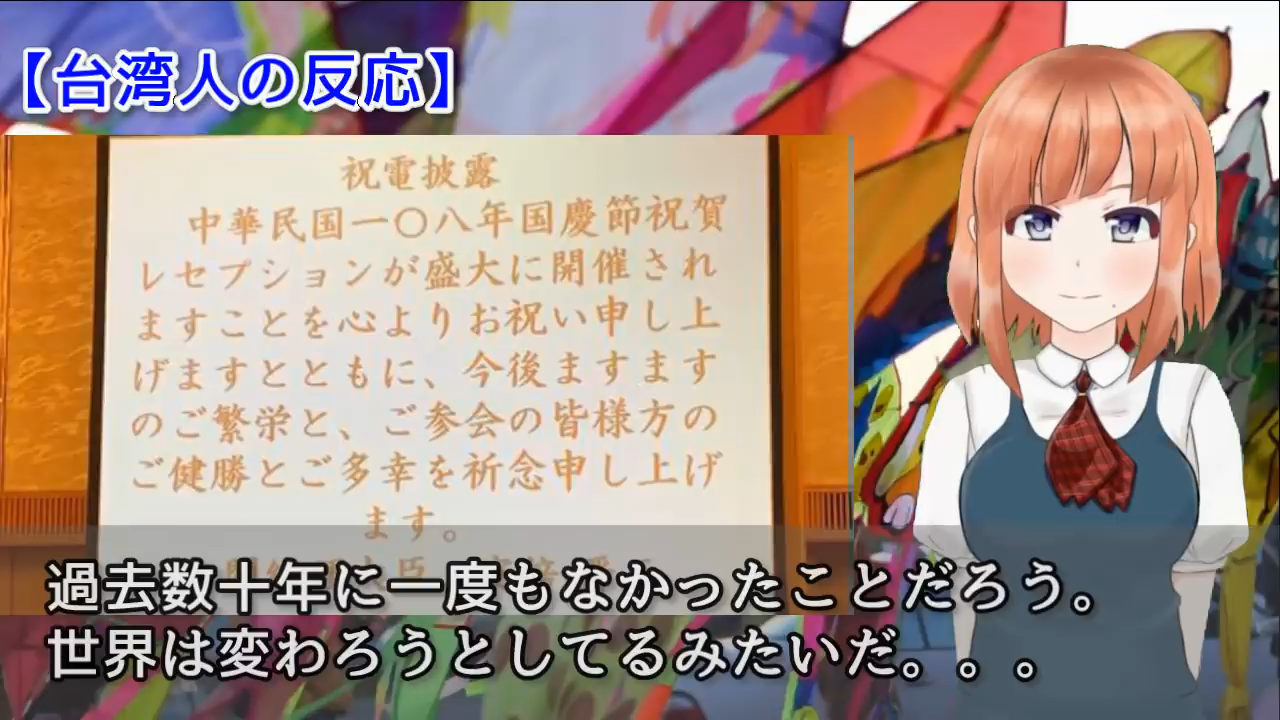 【台湾人の反応】
祝電披露
中華民国一〇八年国慶節祝賀
レセプションが盛大に開催され
ますことを心よりお祝い申し上
げますとともに、今後ますます
のご繁栄と、ご参会の皆様方の
ご健勝とご多幸を祈念申し上げ
ます。
過去数十年に一度もなかったことだろう。
世界は変わろうとしてるみたいだ。。。